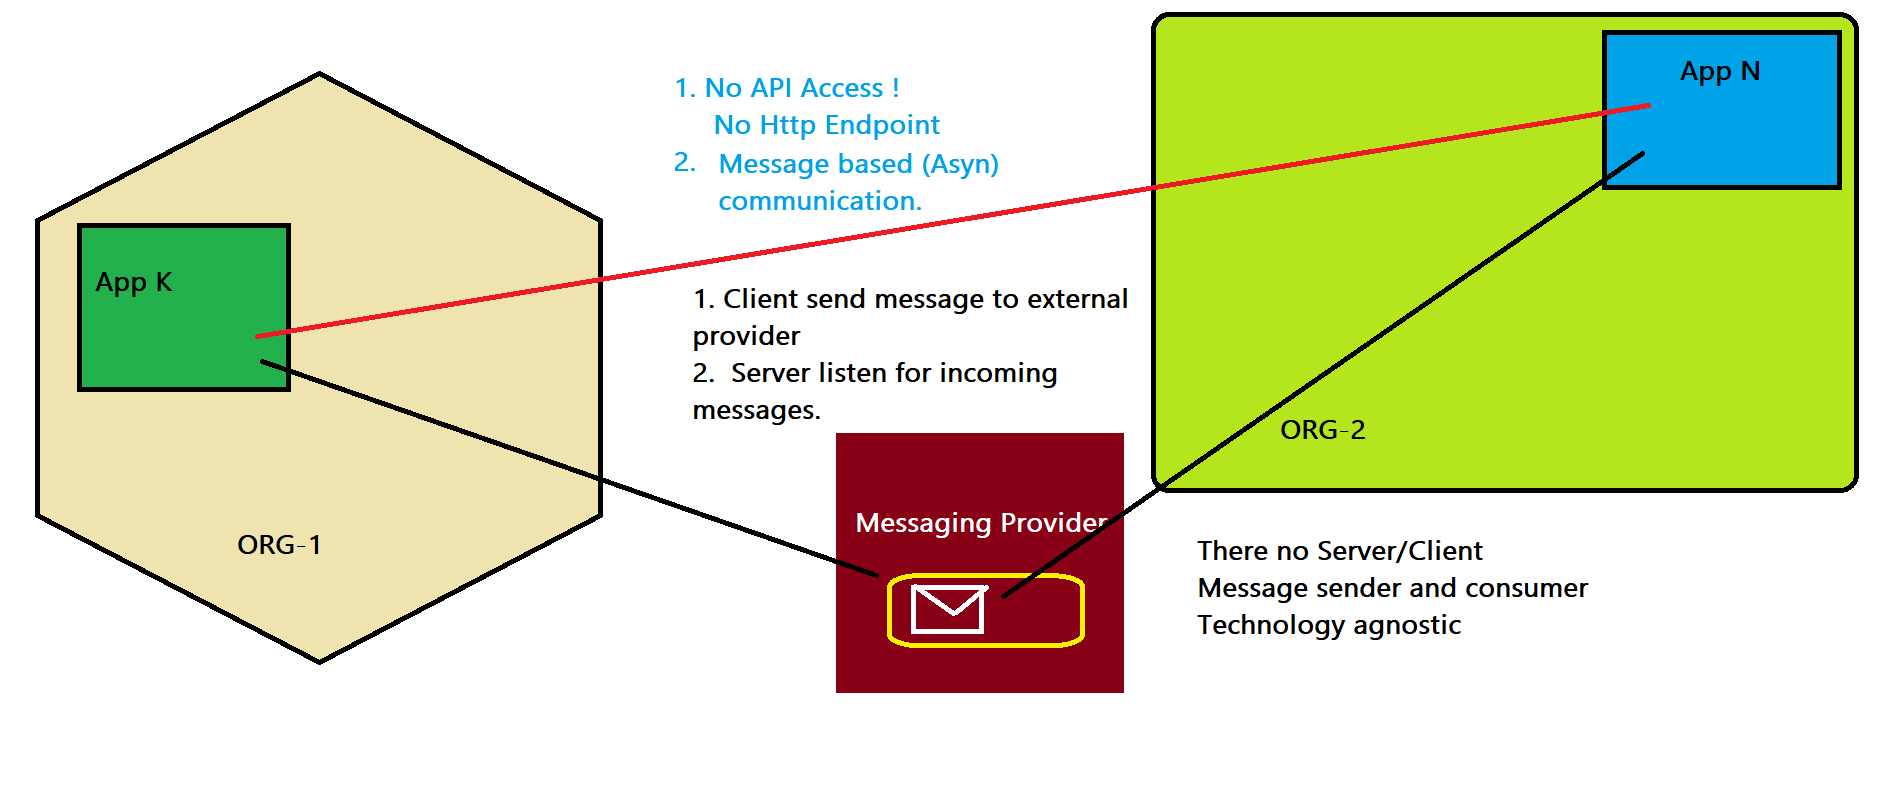 App N
1. No API Access !
No Http Endpoint
2. Message based (Asyn)
communication.
App K
1. Client send message to external
provider
2. Server listen for incoming
messages.
ORG-2
Messaging Provider
ORG-1
There no Server/Client
Message sender and consumer
Technology agnostic